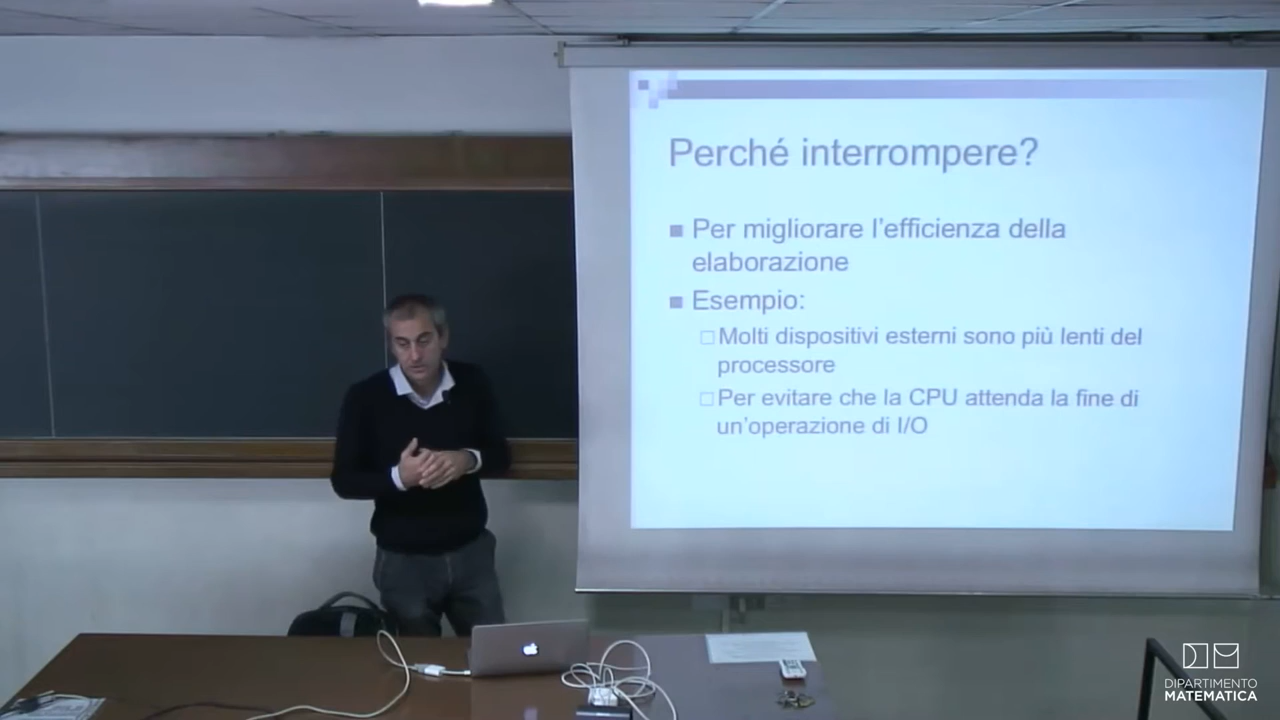 Perché interrompere?
Per migliorare l'efficienza della
elaborazione
Esempio:
Molti dispositivi esterni sono più lenti del
processore
Per evitare che la CPU attenda la fine di
un'operazione di I/O
DIPARTIMENTO
MATEMATICA